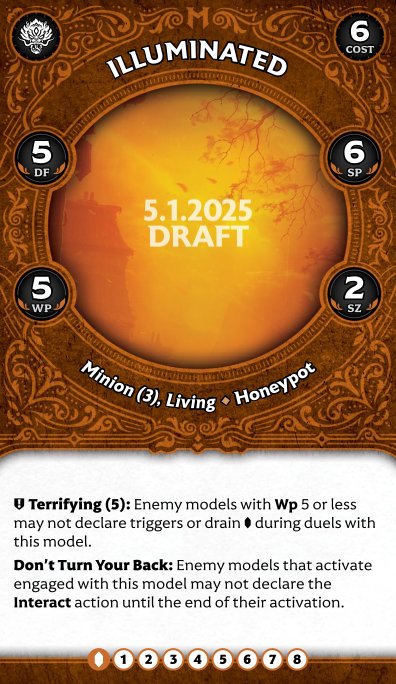 6
COST
ILLUMINATED
5
DF
6
SP
5.1.2025
DRAFT
5
WP
2
SZ
Minion (3), Living ◆ Honeypot
Terrifying (5): Enemy models with Wp 5 or less
may not declare triggers or drain during duels with
this model.
Don't Turn Your Back: Enemy models that activate
engaged with this model may not declare the
Interact action until the end of their activation.
1 2 3 4 5 6 7 8